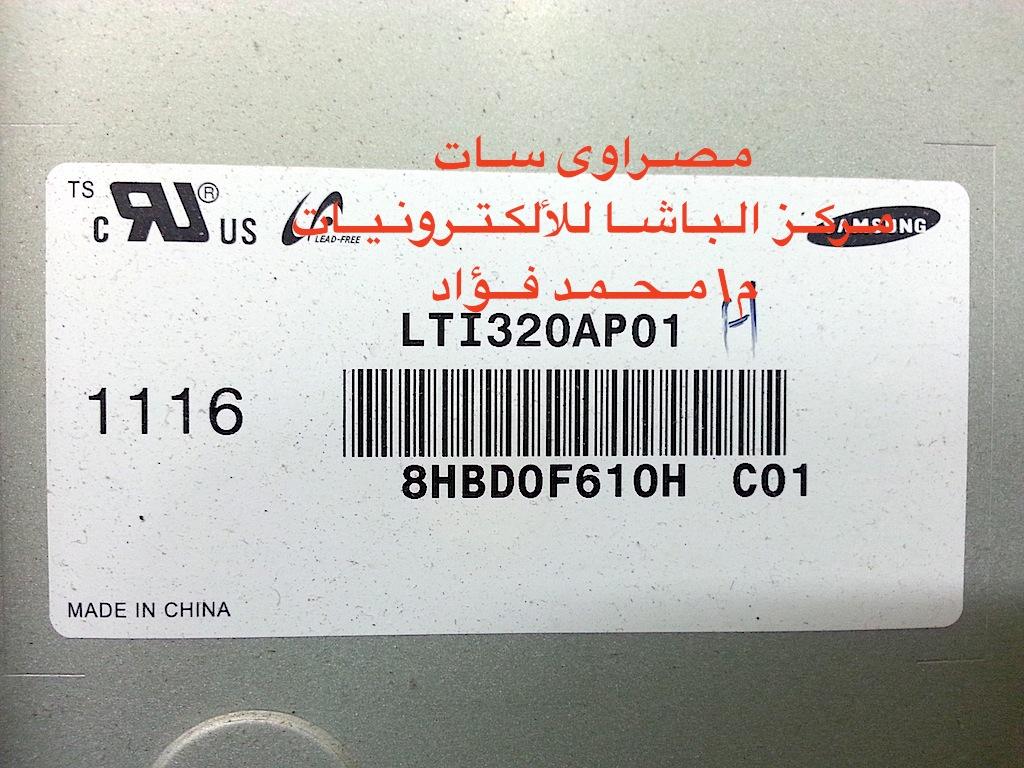 مصراوى سات
TS
C RU® US
LEAD-FREE
مركز الباشا للألكترونيات
SAMSUNG
م\ محمد فؤاد
LTI320AP01 H
1116
8HBD0F610H C01
MADE IN CHINA